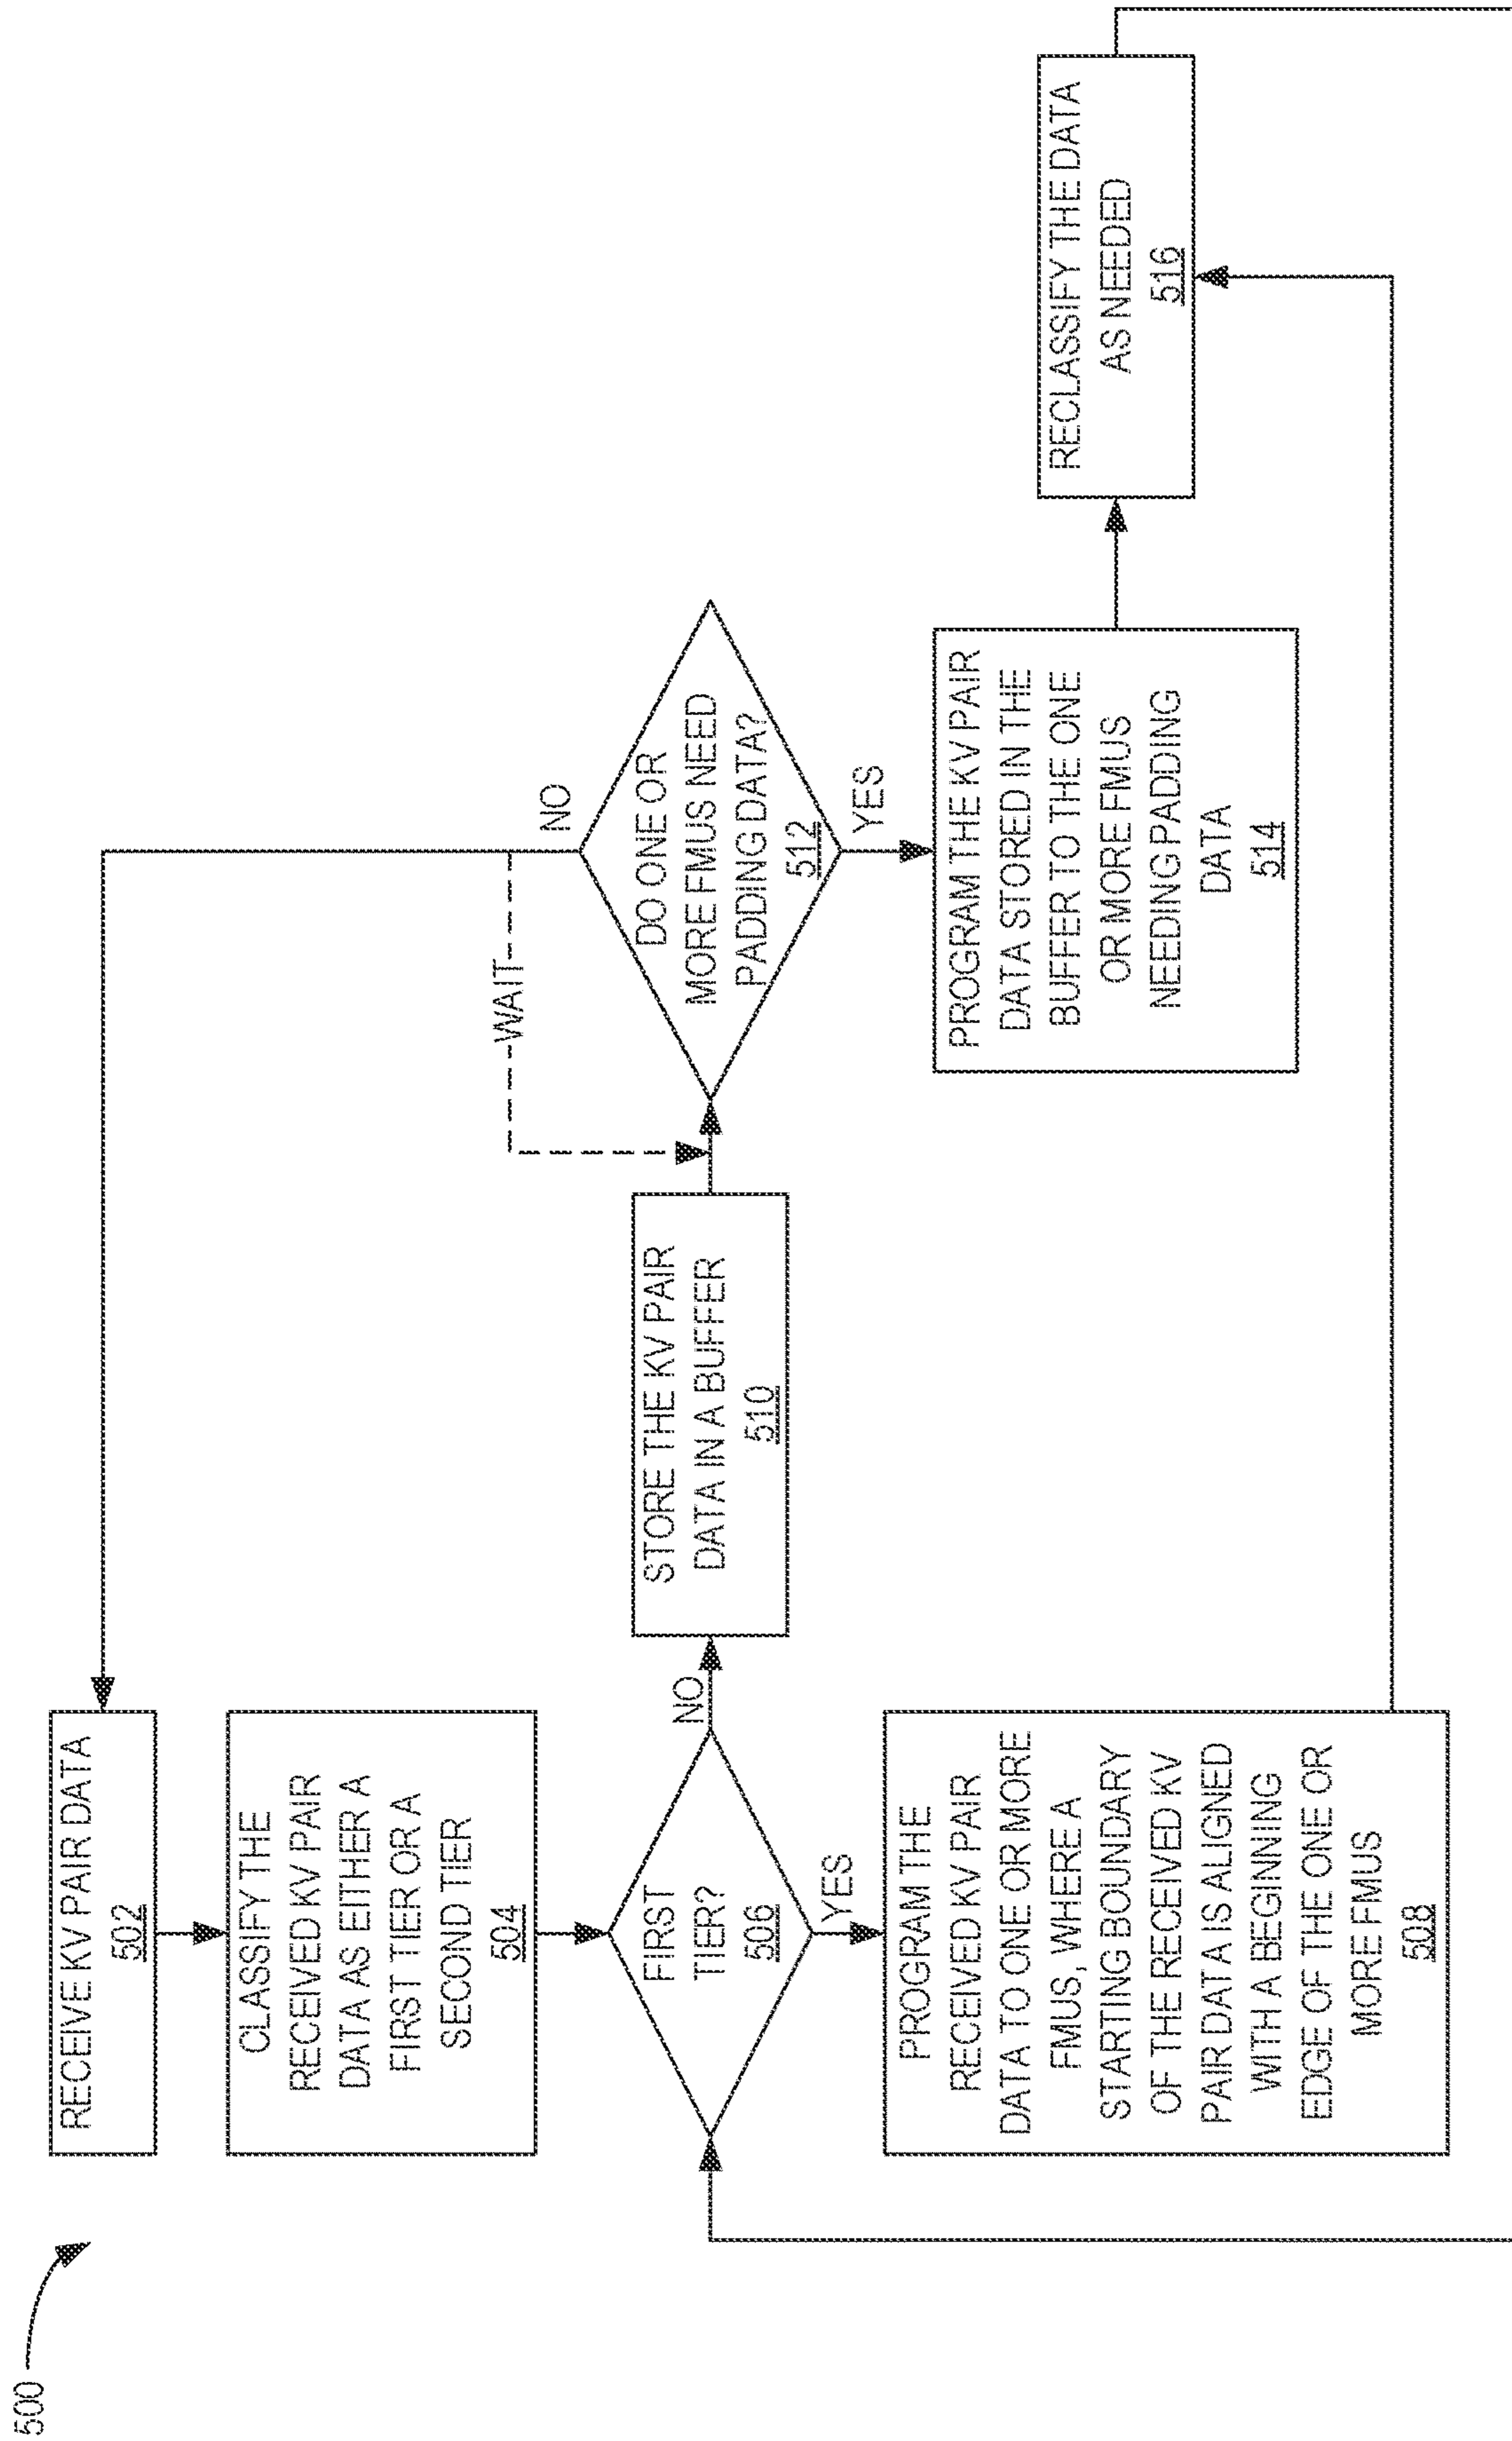 500
RECEIVE KV PAIR DATA
502
CLASSIFY THE
RECEIVED KV PAIR
DATA AS EITHER A
FIRST TIER OR A
SECOND TIER
504
FIRST
TIER?
506
NO
YES
PROGRAM THE
RECEIVED KV PAIR
DATA TO ONE OR MORE
FMUS, WHERE A
STARTING BOUNDARY
OF THE RECEIVED KV
PAIR DATA IS ALIGNED
WITH A BEGINNING
EDGE OF THE ONE OR
MORE FMUS
508
STORE THE KV PAIR
DATA IN A BUFFER
510
WAIT
NO
DO ONE OR
MORE FMUS NEED
PADDING DATA?
512
YES
PROGRAM THE KV PAIR
DATA STORED IN THE
BUFFER TO THE ONE
OR MORE FMUS
NEEDING PADDING
DATA
514
RECLASSIFY THE DATA
AS NEEDED
516